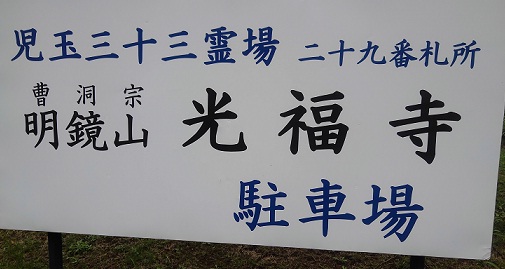 児玉三十三霊場 二十九番札所
曹洞宗
明鏡山 光福寺
駐車場